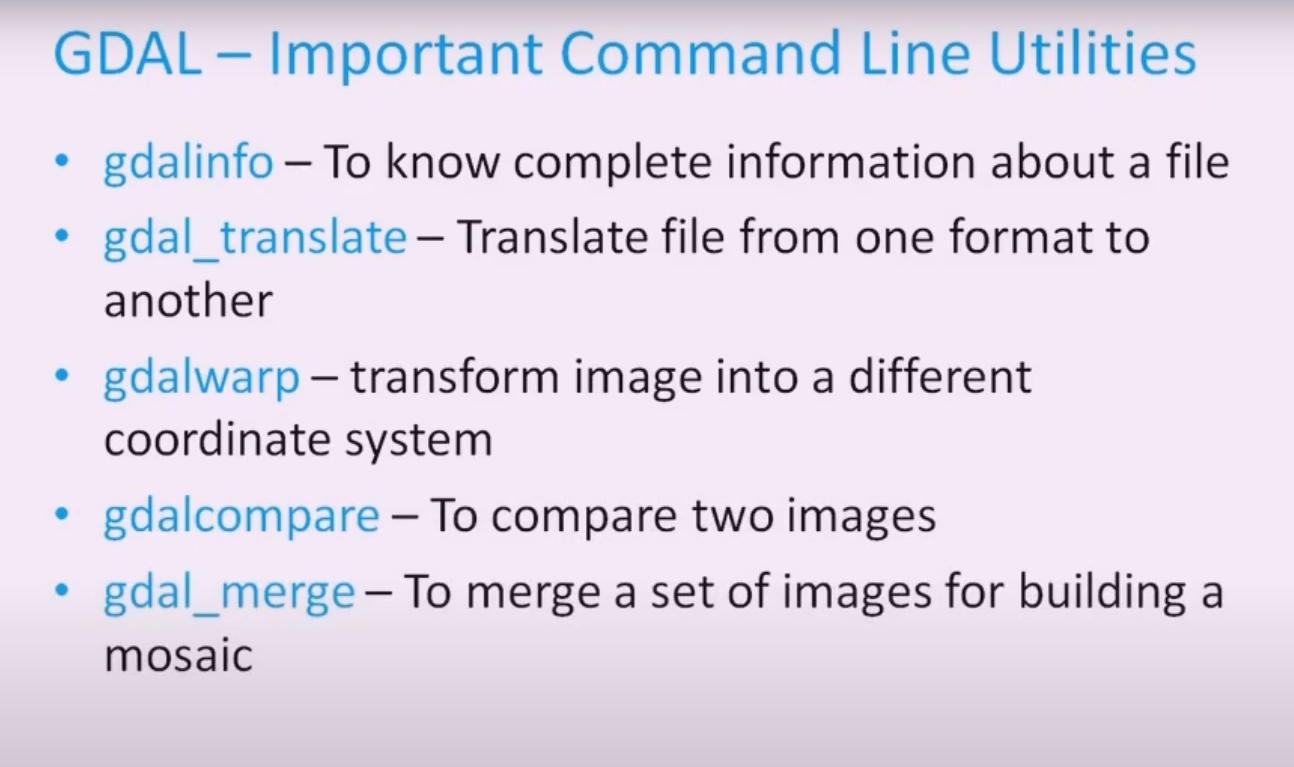 GDAL – Important Command Line Utilities
• gdalinfo – To know complete information about a file
• gdal_translate – Translate file from one format to
another
• gdalwarp – transform image into a different
coordinate system
• gdalcompare – To compare two images
• gdal_merge – To merge a set of images for building a
mosaic